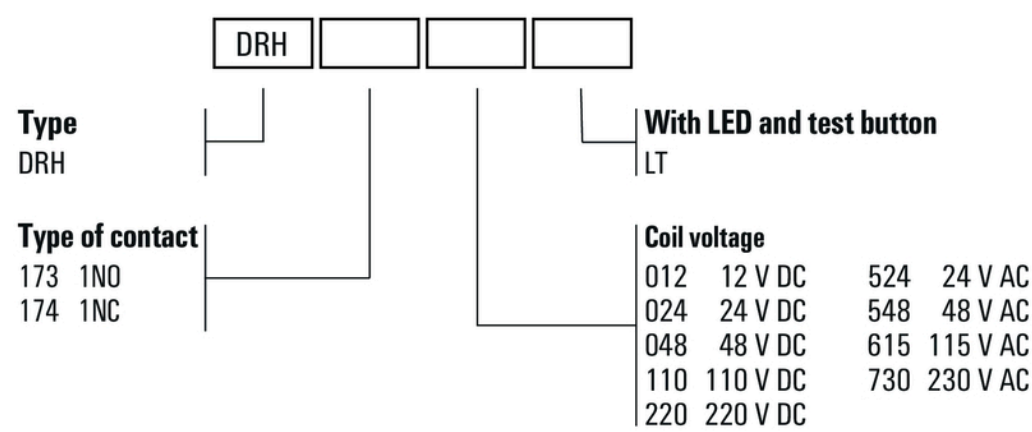 DRH
Type
DRH
With LED and test button
LT
Type of contact
173 1NO
174 1NC
Coil voltage
012 12 V DC 524 24 V AC
024 24 V DC 548 48 V AC
048 48 V DC 615 115 V AC
110 110 V DC 730 230 V AC
220 220 V DC